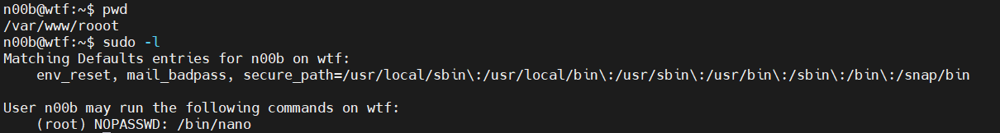 n00b@wtf:~$ pwd
/var/www/rooot
n00b@wtf:~$ sudo -l
Matching Defaults entries for n00b on wtf:
    env_reset, mail_badpass, secure_path=/usr/local/sbin\:/usr/local/bin\:/usr/sbin\:/usr/bin\:/sbin\:/bin\:/snap/bin

User n00b may run the following commands on wtf:
    (root) NOPASSWD: /bin/nano